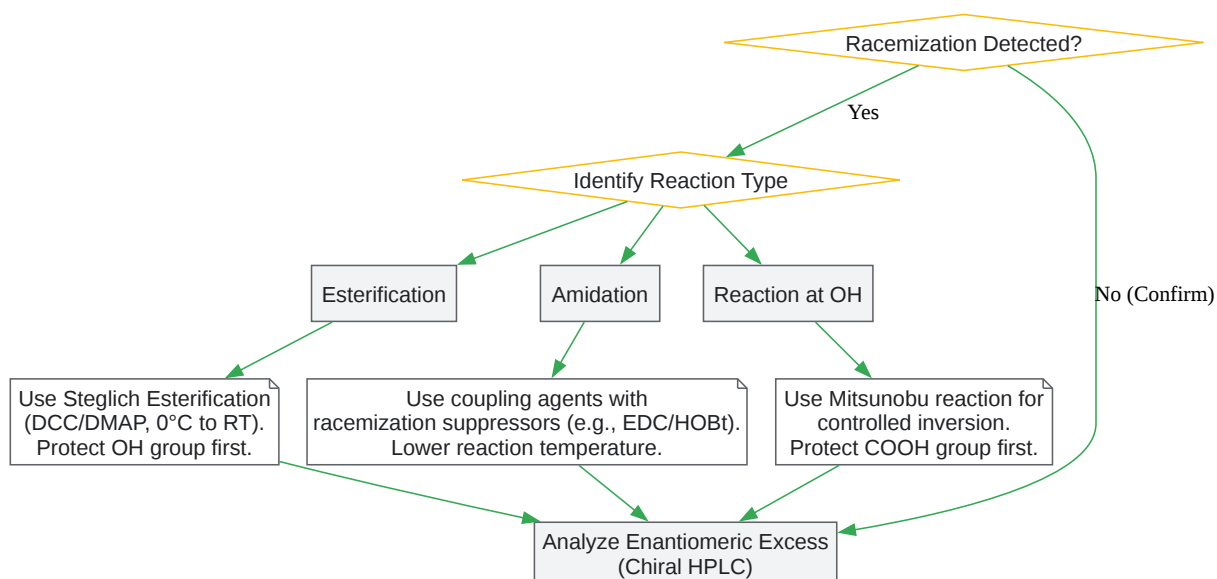 Racemization Detected?
Yes
Identify Reaction Type
Esterification
Amidation
Reaction at OH
No (Confirm)
Use Steglich Esterification
(DCC/DMAP, 0°C to RT).
Protect OH group first.
Use coupling agents with
racemization suppressors (e.g., EDC/HOBt).
Lower reaction temperature.
Use Mitsunobu reaction for
controlled inversion.
Protect COOH group first.
Analyze Enantiomeric Excess
(Chiral HPLC)